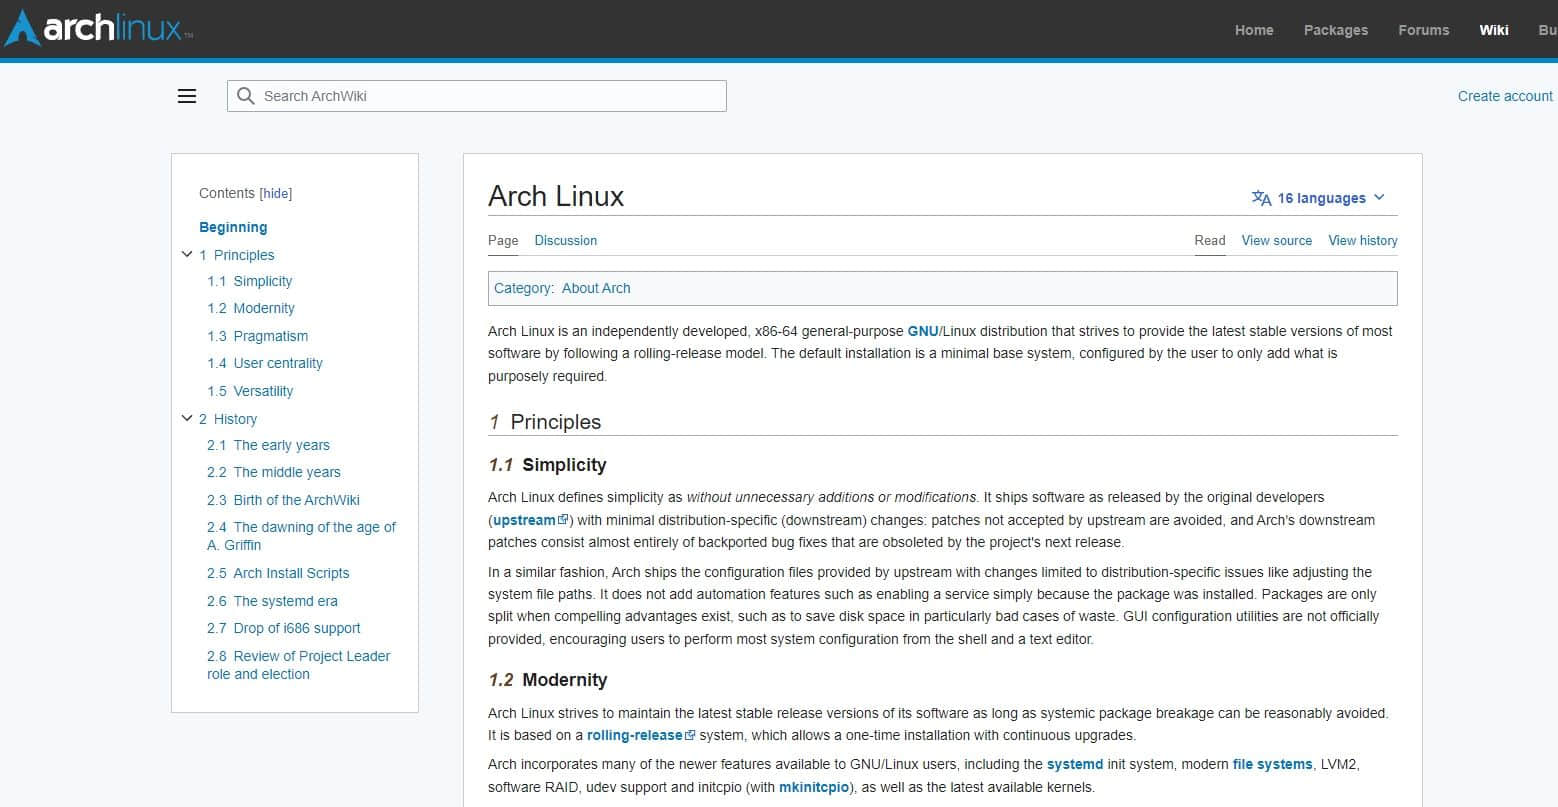 archlinux™
Home Packages Forums Wiki Bu
Search ArchWiki
Create account
Contents [hide]
Beginning
1 Principles
1.1 Simplicity
1.2 Modernity
1.3 Pragmatism
1.4 User centrality
1.5 Versatility
2 History
2.1 The early years
2.2 The middle years
2.3 Birth of the ArchWiki
2.4 The dawning of the age of
A. Griffin
2.5 Arch Install Scripts
2.6 The systemd era
2.7 Drop of i686 support
2.8 Review of Project Leader
role and election
Arch Linux
16 languages
Page Discussion
Read View source View history
Category: About Arch
Arch Linux is an independently developed, x86-64 general-purpose GNU/Linux distribution that strives to provide the latest stable versions of most
software by following a rolling-release model. The default installation is a minimal base system, configured by the user to only add what is
purposely required.
1 Principles
1.1 Simplicity
Arch Linux defines simplicity as without unnecessary additions or modifications. It ships software as released by the original developers
(upstream) with minimal distribution-specific (downstream) changes: patches not accepted by upstream are avoided, and Arch's downstream
patches consist almost entirely of backported bug fixes that are obsoleted by the project's next release.
In a similar fashion, Arch ships the configuration files provided by upstream with changes limited to distribution-specific issues like adjusting the
system file paths. It does not add automation features such as enabling a service simply because the package was installed. Packages are only
split when compelling advantages exist, such as to save disk space in particularly bad cases of waste. GUI configuration utilities are not officially
provided, encouraging users to perform most system configuration from the shell and a text editor.
1.2 Modernity
Arch Linux strives to maintain the latest stable release versions of its software as long as systemic package breakage can be reasonably avoided.
It is based on a rolling-release system, which allows a one-time installation with continuous upgrades.
Arch incorporates many of the newer features available to GNU/Linux users, including the systemd init system, modern file systems, LVM2,
software RAID, udev support and initcpio (with mkinitcpio), as well as the latest available kernels.